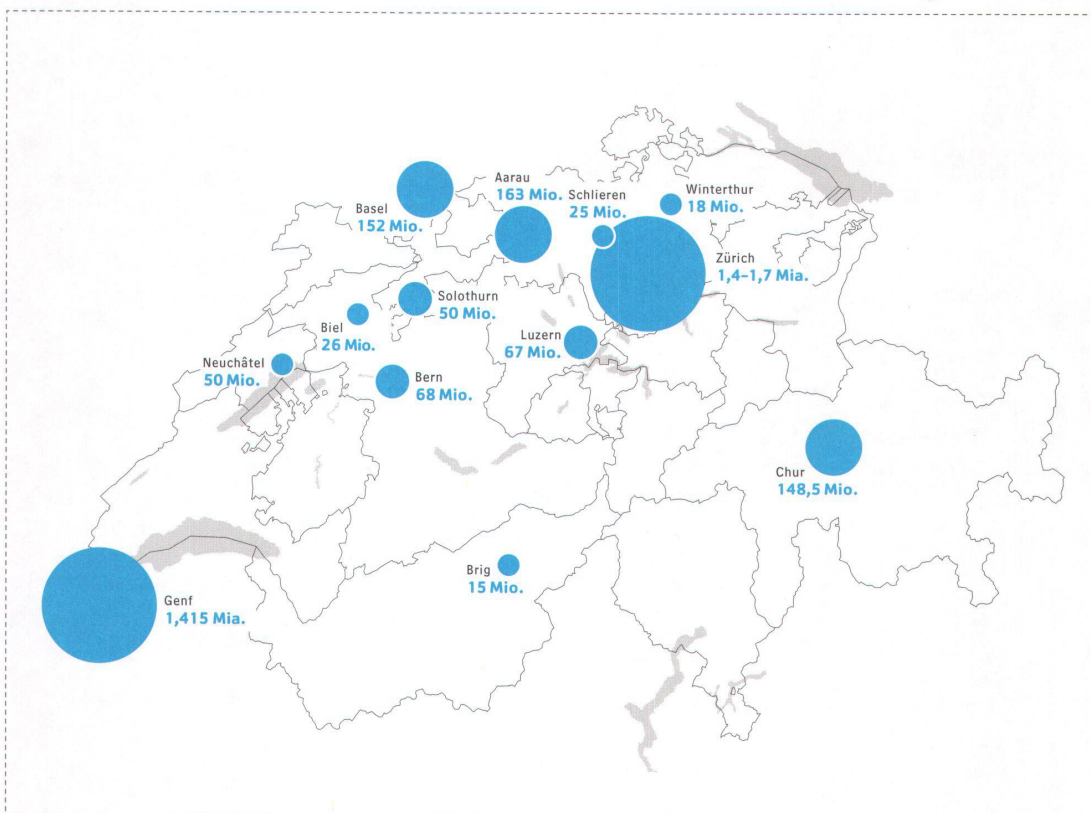 Aarau
163 Mio.
Schlieren
25 Mio.
Winterthur
18 Mio.
Basel
152 Mio.
Zürich
1,4–1,7 Mia.
Solothurn
50 Mio.
Biel
26 Mio.
Luzern
67 Mio.
Neuchâtel
50 Mio.
Bern
68 Mio.
Chur
148,5 Mio.
Brig
15 Mio.
Genf
1,415 Mia.